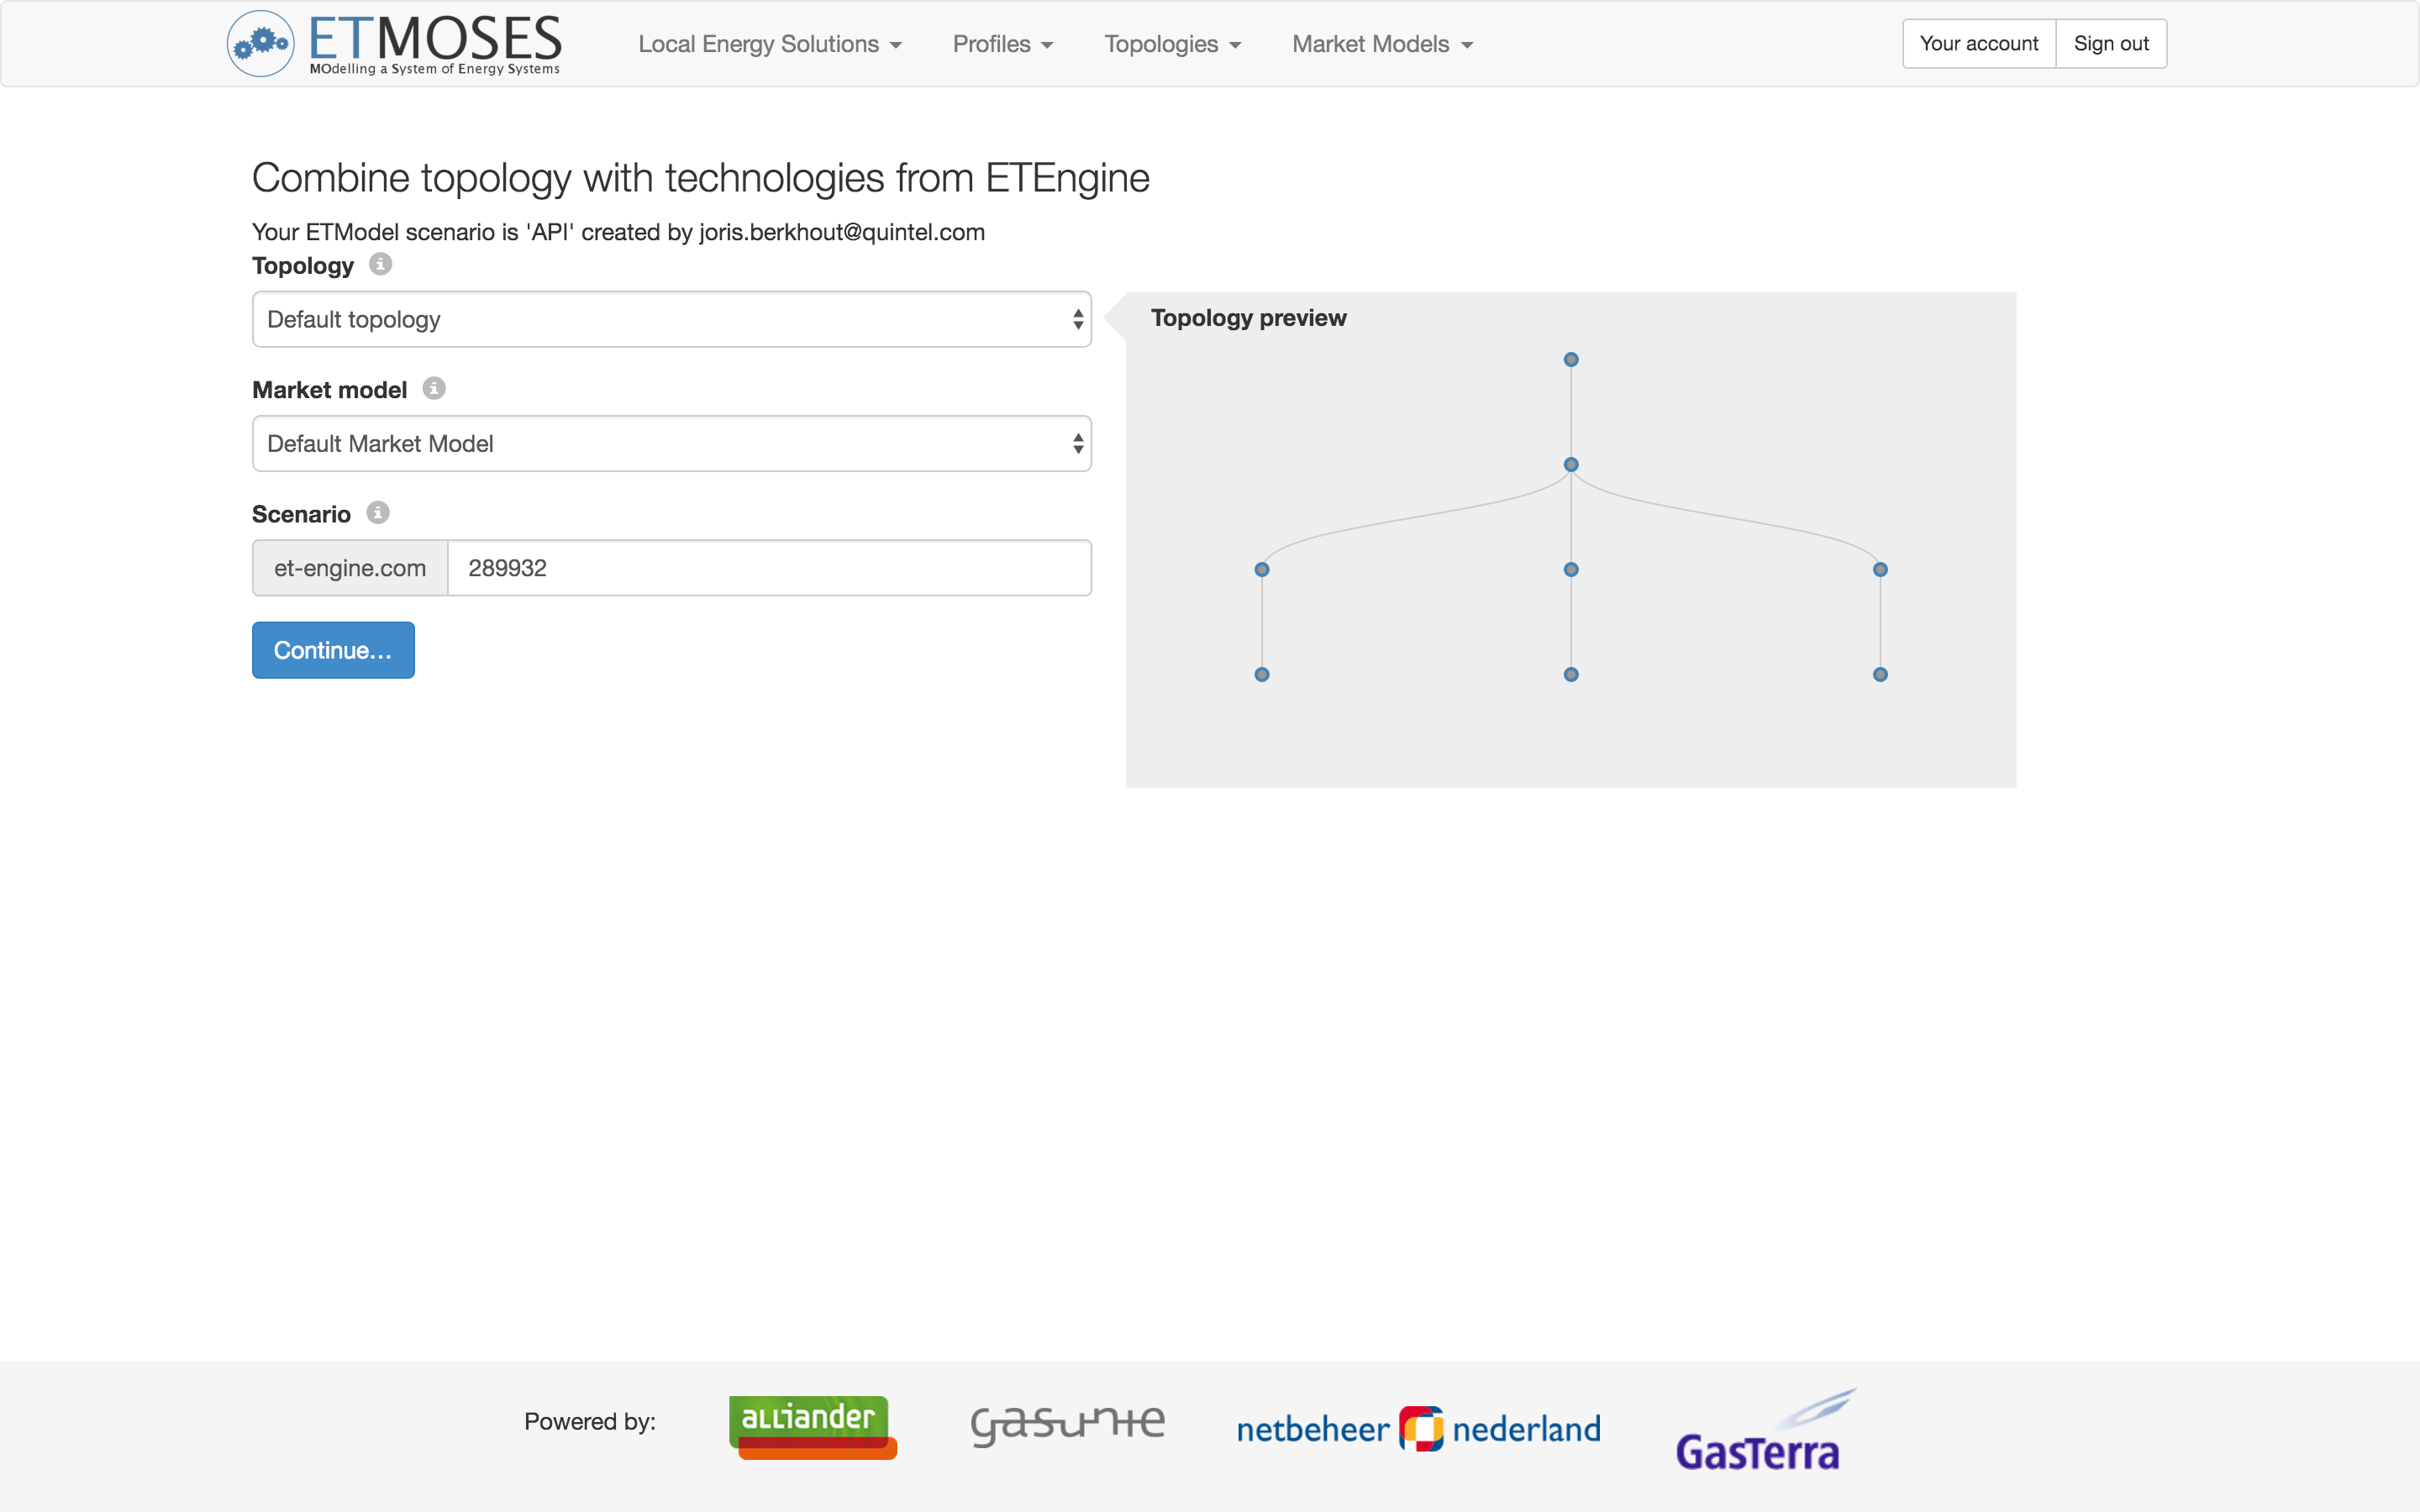 ETMOSES
MOdelling a System of Energy Systems
Local Energy Solutions
Profiles
Topologies
Market Models
Your account
Sign out
Combine topology with technologies from ETEngine
Your ETModel scenario is 'API' created by joris.berkhout@quintel.com
Topology
Default topology
Topology preview
Market model
Default Market Model
Scenario
et-engine.com
289932
Continue…
Powered by:
alliander
gasunie
netbeheer nederland
GasTerra